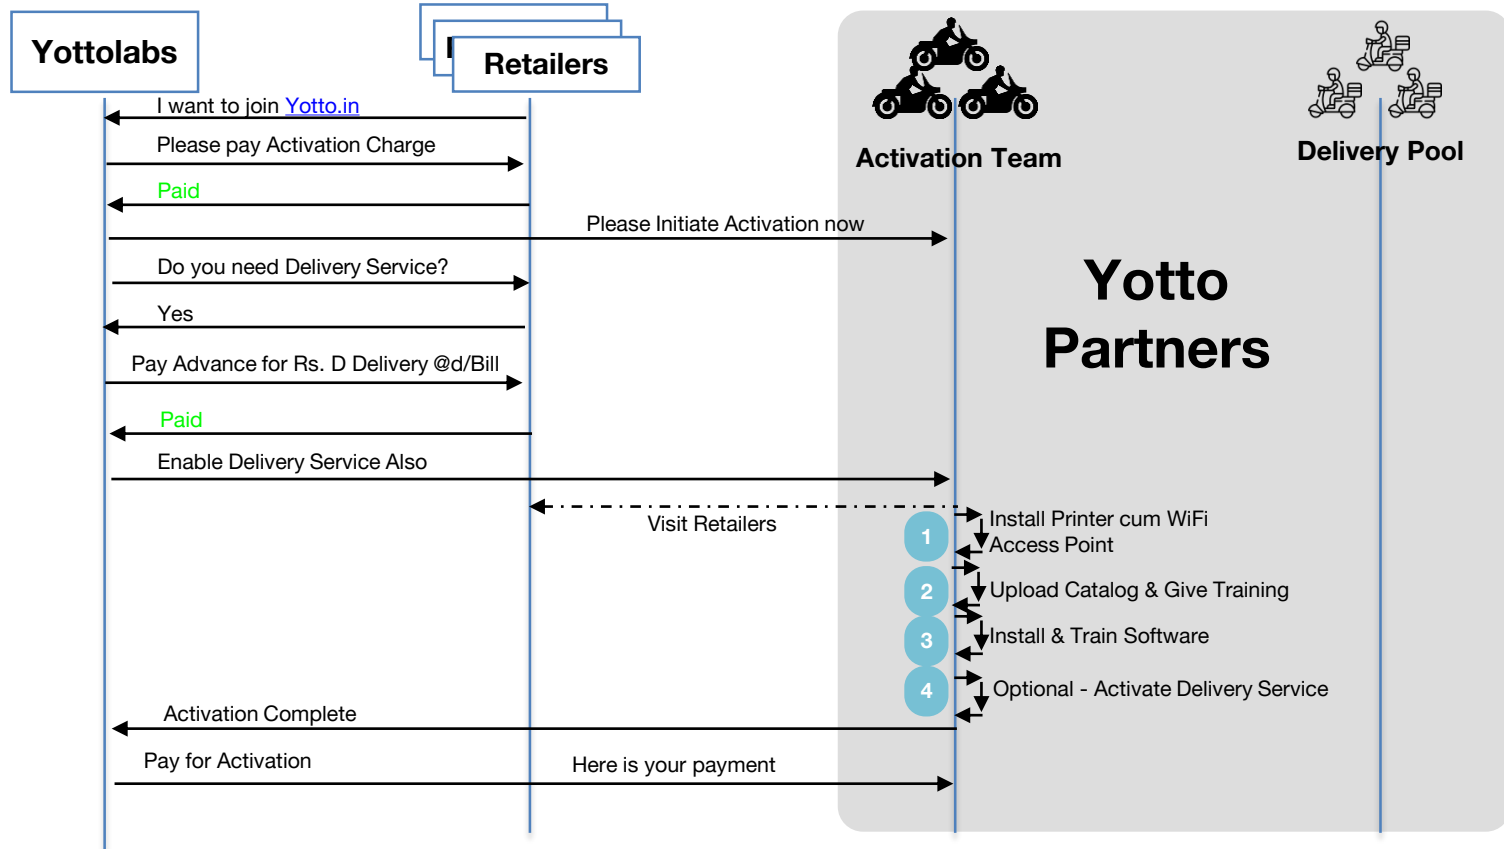 Yottolabs
Retailers
I want to join Yotto.in
Please pay Activation Charge
Activation Team
Delivery Pool
Paid
Please Initiate Activation now
Do you need Delivery Service?
Yotto
Partners
Yes
Pay Advance for Rs. D Delivery @d/Bill
Paid
Enable Delivery Service Also
Visit Retailers
1
Install Printer cum WiFi
Access Point
2
Upload Catalog & Give Training
3
Install & Train Software
4
Optional - Activate Delivery Service
Activation Complete
Pay for Activation
Here is your payment